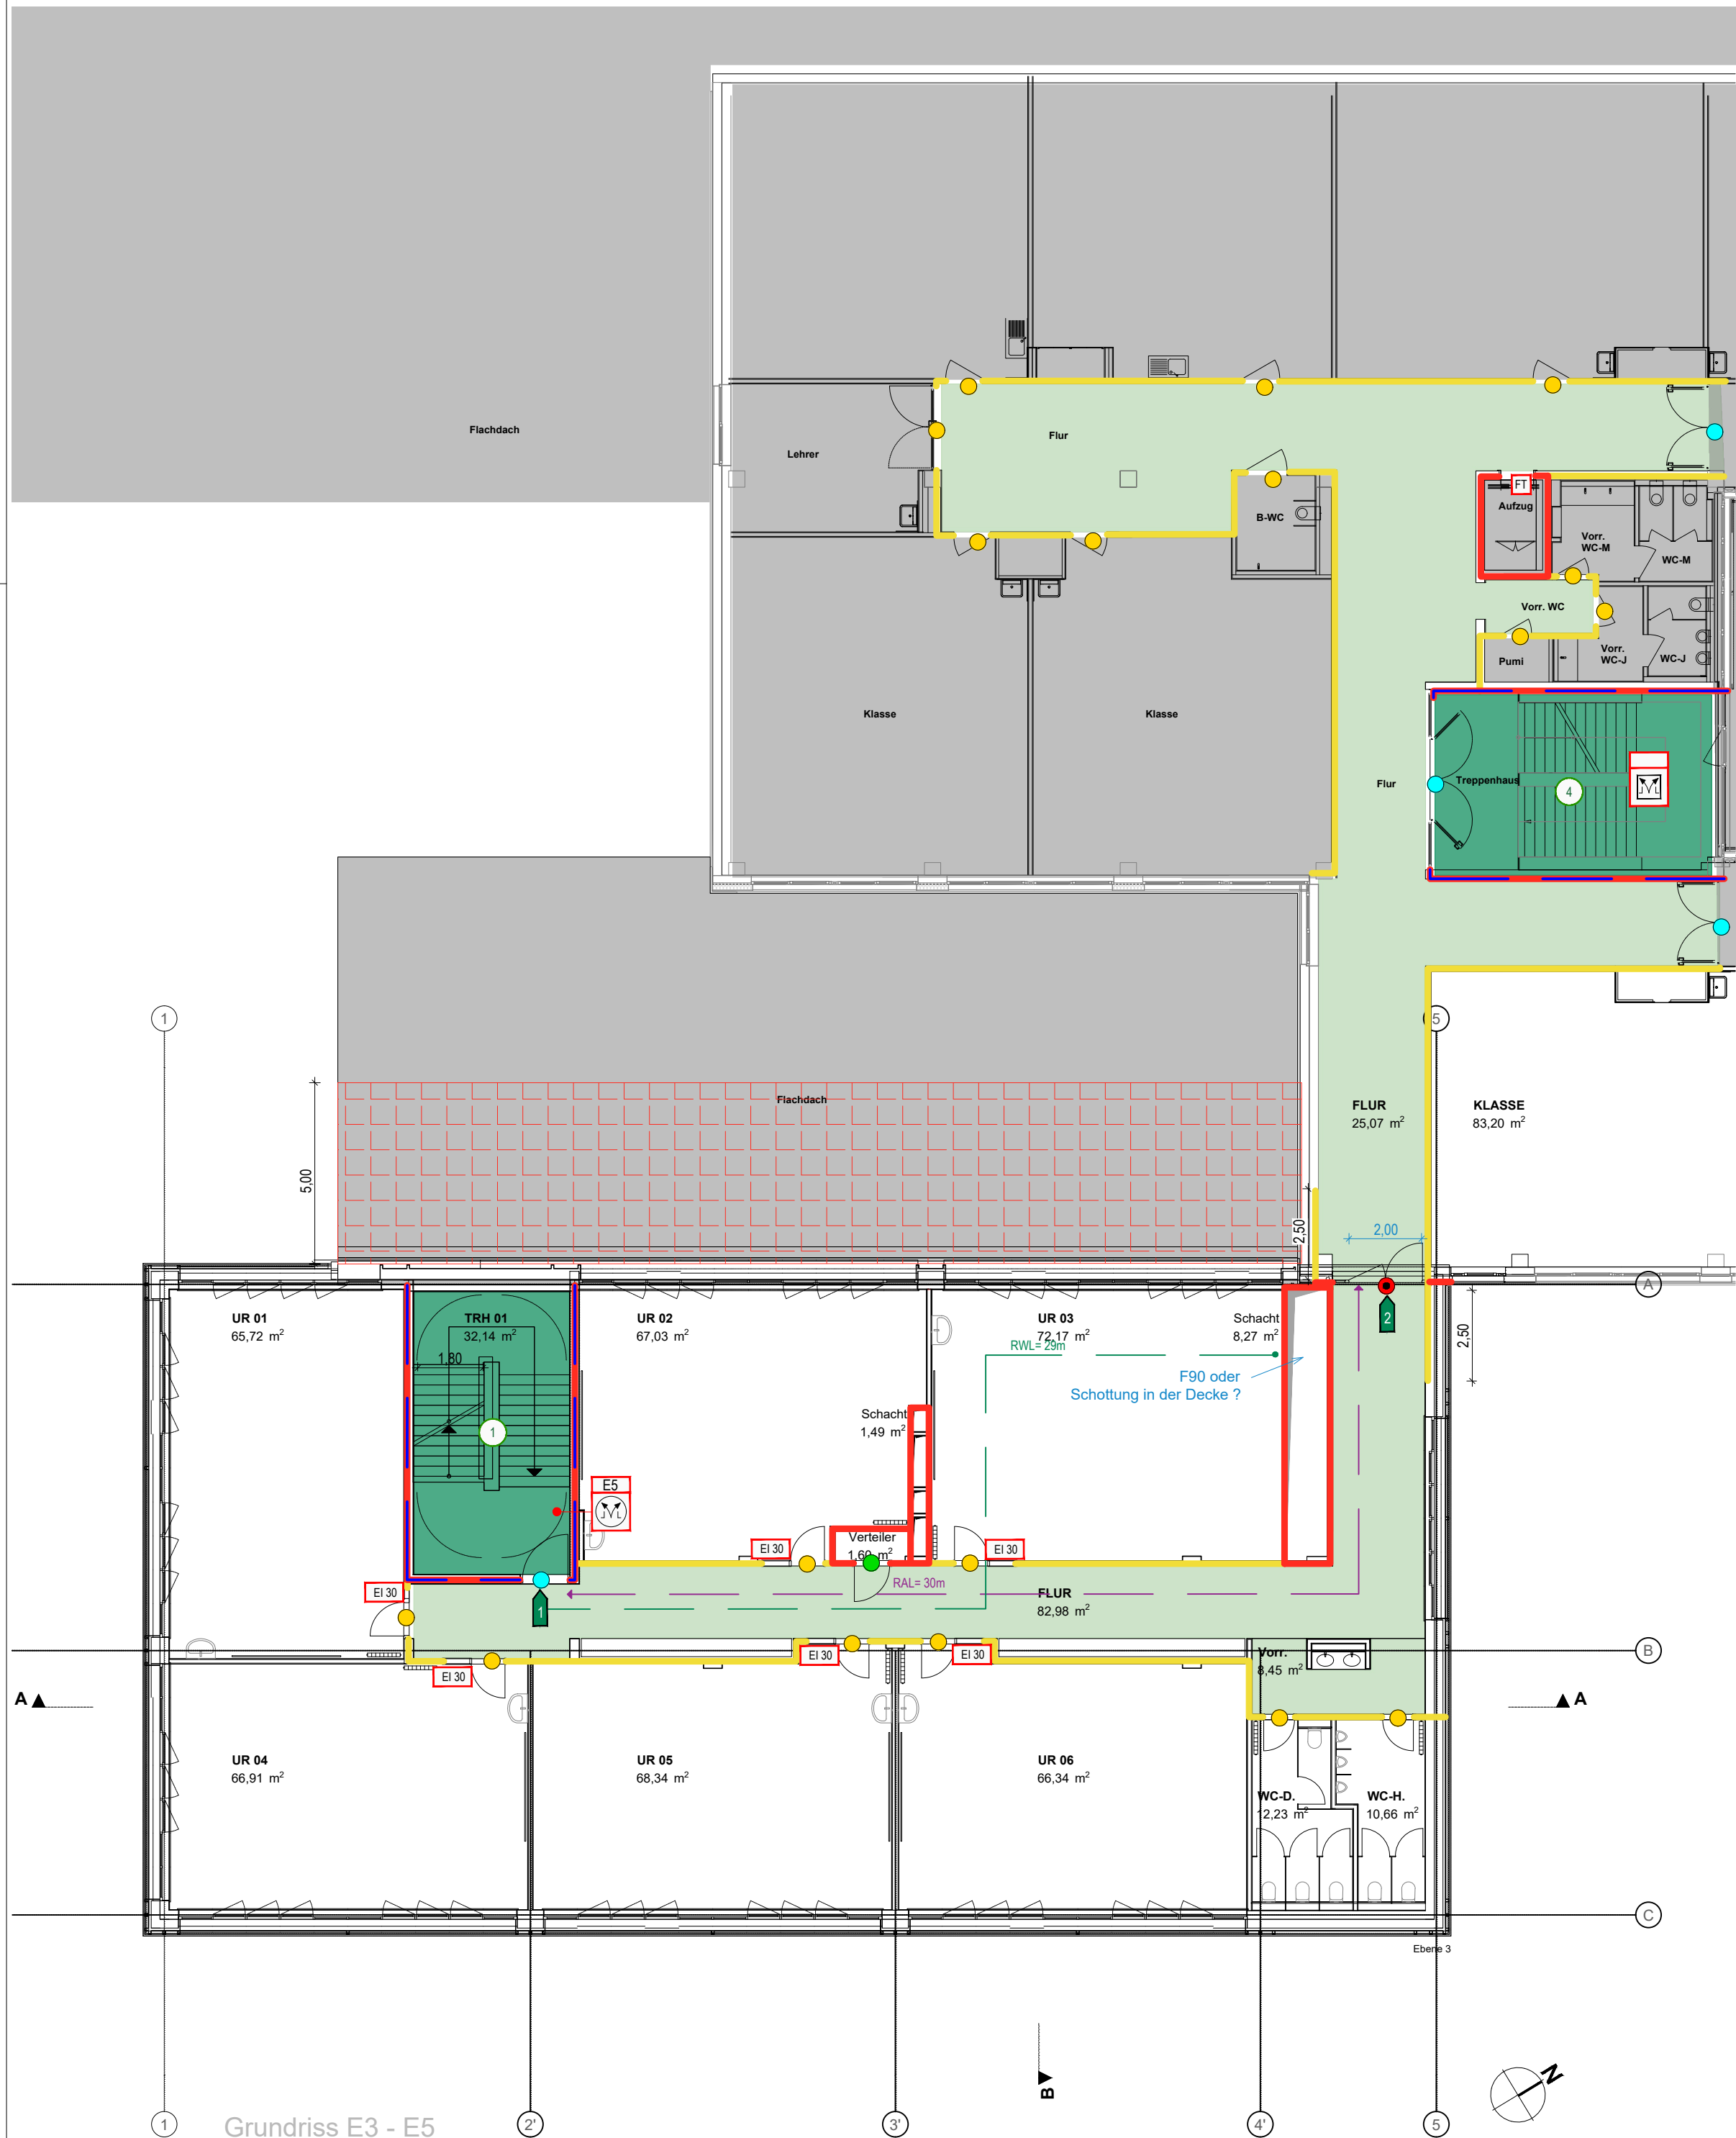 Flachdach
Lehrer
Flur
B-WC
FT
Aufzug
Vorr.
WC-M
WC-M
Vorr. WC
Vorr.
WC-J
WC-J
Pumi
Klasse
Klasse
Flur
Treppenhaus
4
1
5
Flachdach
5,00
FLUR
25,07 m²
KLASSE
83,20 m²
2,50
2,00
A
2
2,50
UR 01
65,72 m²
TRH 01
32,14 m²
1,80
1
UR 02
67,03 m²
UR 03
72,17 m²
RWL= 29m
Schacht
8,27 m²
F90 oder
Schottung in der Decke ?
Schacht
1,49 m²
E5
Verteiler
1,60 m²
EI 30
EI 30
EI 30
RAL= 30m
FLUR
82,98 m²
1
EI 30
EI 30
EI 30
Vorr.
8,45 m²
B
A
A
UR 04
66,91 m²
UR 05
68,34 m²
UR 06
66,34 m²
WC-D.
12,23 m²
WC-H.
10,66 m²
C
Ebene 3
B
N
Grundriss E3 - E5
1
2'
3'
4'
5